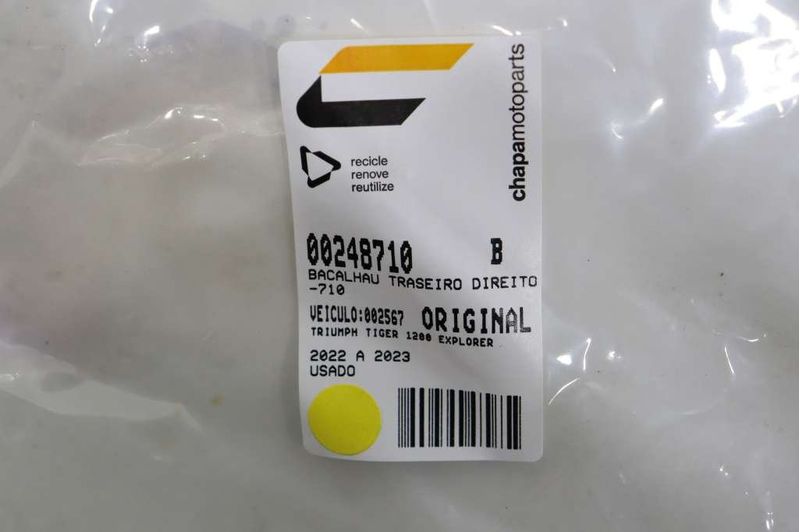 chapamotoparts
recicle
renove
reutilize
00248710 B
BACALHAU TRASEIRO DIREITO
-710
VEICULO:002567 ORIGINAL
TRIUMPH TIGER 1200 EXPLORER
2022 A 2023
USADO